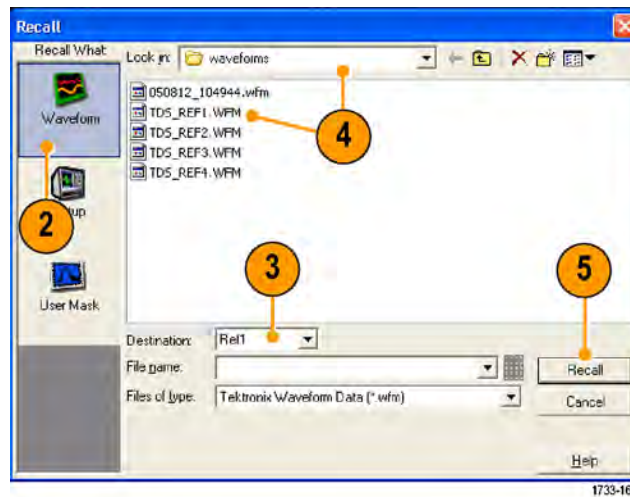 Recall
Recall What
Look in:
waveforms
Waveform
050812_104944.wfm
TDS_REF1.WFM
TDS_REF2.WFM
TDS_REF3.WFM
TDS_REF4.WFM
4
2
User Mask
3
5
Destination:
Ref1
File name:
Recall
Files of type:
Tektronix Waveform Data (*.wfm)
Cancel
Help
1733-16